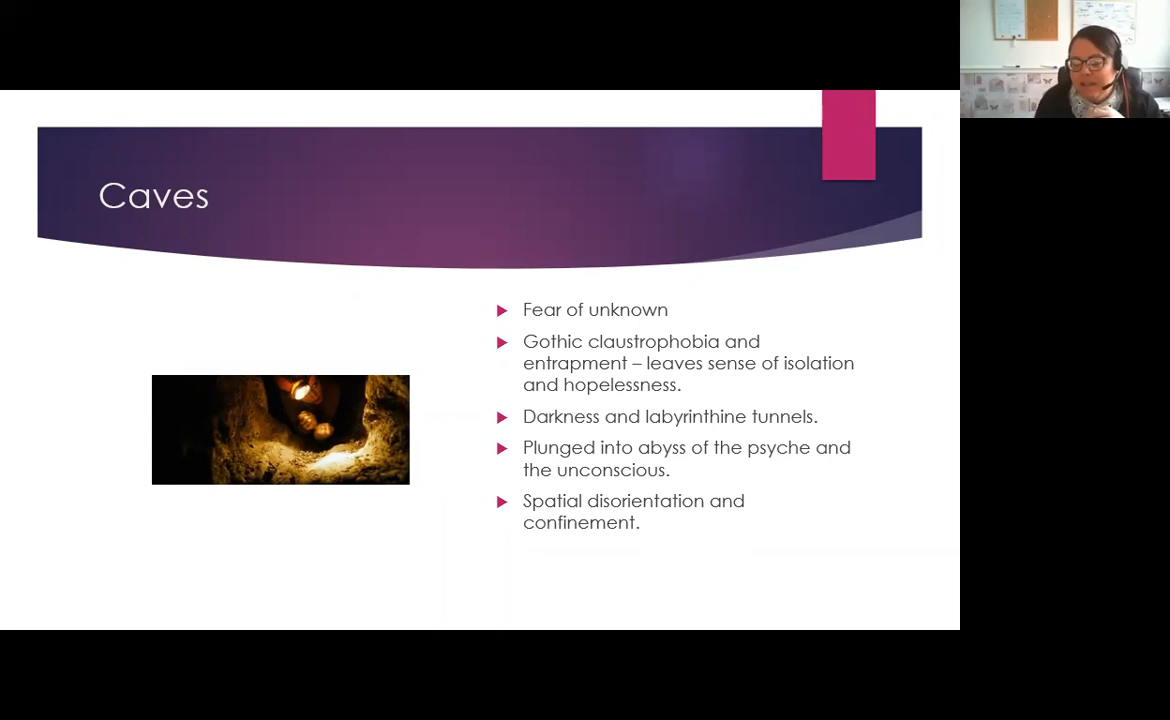 Caves
Fear of unknown
Gothic claustrophobia and
entrapment – leaves sense of isolation
and hopelessness.
Darkness and labyrinthine tunnels.
Plunged into abyss of the psyche and
the unconscious.
Spatial disorientation and
confinement.